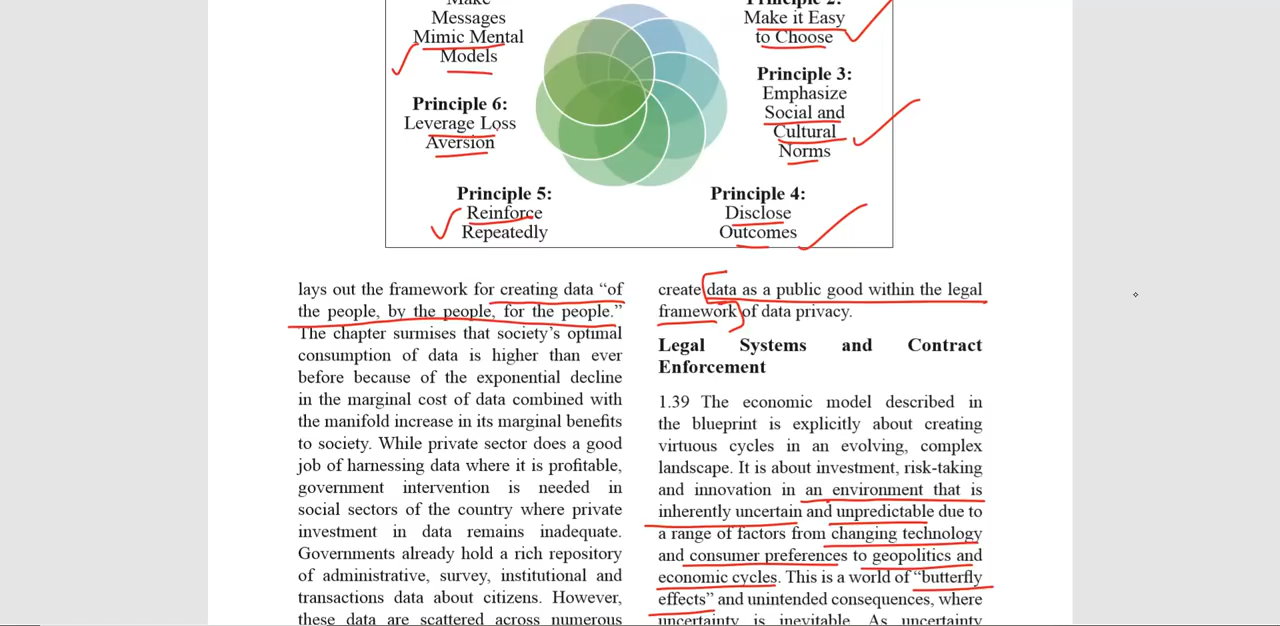 Messages
Mimic Mental
Models
Principle 6:
Leverage Loss
Aversion
Principle 5:
Reinforce
Repeatedly
Principle 2:
Make it Easy
to Choose
Principle 3:
Emphasize
Social and
Cultural
Norms
Principle 4:
Disclose
Outcomes
lays out the framework for creating data “of
the people, by the people, for the people.”
The chapter surmises that society’s optimal
consumption of data is higher than ever
before because of the exponential decline
in the marginal cost of data combined with
the manifold increase in its marginal benefits
to society. While private sector does a good
job of harnessing data where it is profitable,
government intervention is needed in
social sectors of the country where private
investment in data remains inadequate.
Governments already hold a rich repository
of administrative, survey, institutional and
transactions data about citizens. However,
these data are scattered across numerous
create data as a public good within the legal
framework of data privacy.
Legal Systems and Contract
Enforcement
1.39 The economic model described in
the blueprint is explicitly about creating
virtuous cycles in an evolving, complex
landscape. It is about investment, risk-taking
and innovation in an environment that is
inherently uncertain and unpredictable due to
a range of factors from changing technology
and consumer preferences to geopolitics and
economic cycles. This is a world of “butterfly
effects” and unintended consequences, where
uncertainty is inevitable. As uncertainty